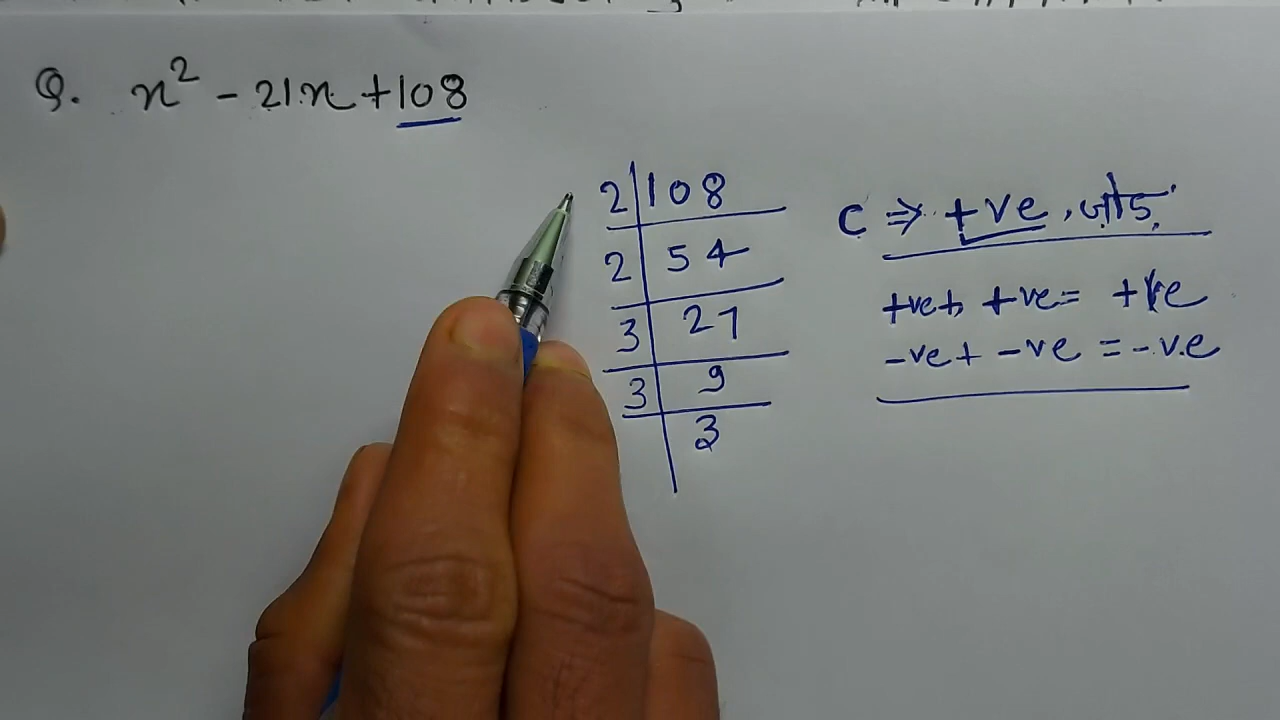 Q. x² - 21x + 108
2 | 108
2 | 54
3 | 27
3 | 9
3
C ⇒ +ve,
+ve + +ve = +ve
-ve + -ve = -ve